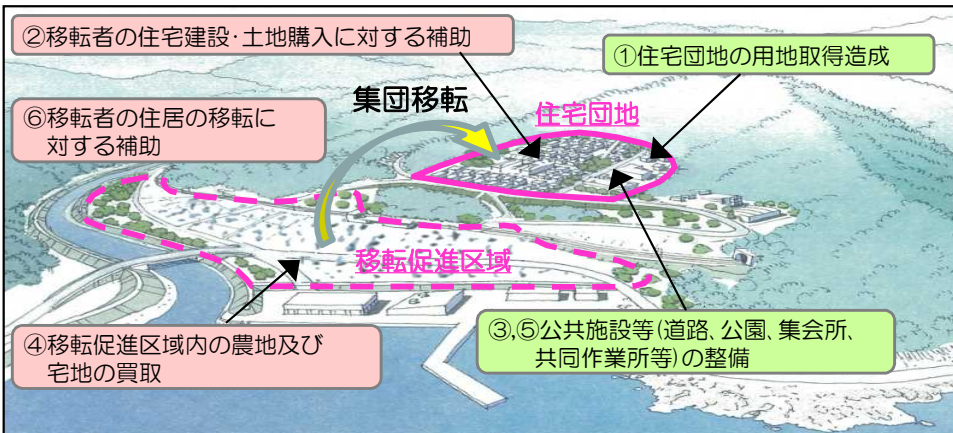 ②移転者の住宅建設･土地購入に対する補助
①住宅団地の用地取得造成
集団移転
住宅団地
⑥移転者の住居の移転に
対する補助
移転促進区域
④移転促進区域内の農地及び
宅地の買取
③,⑤公共施設等(道路、公園、集会所、
共同作業所等)の整備